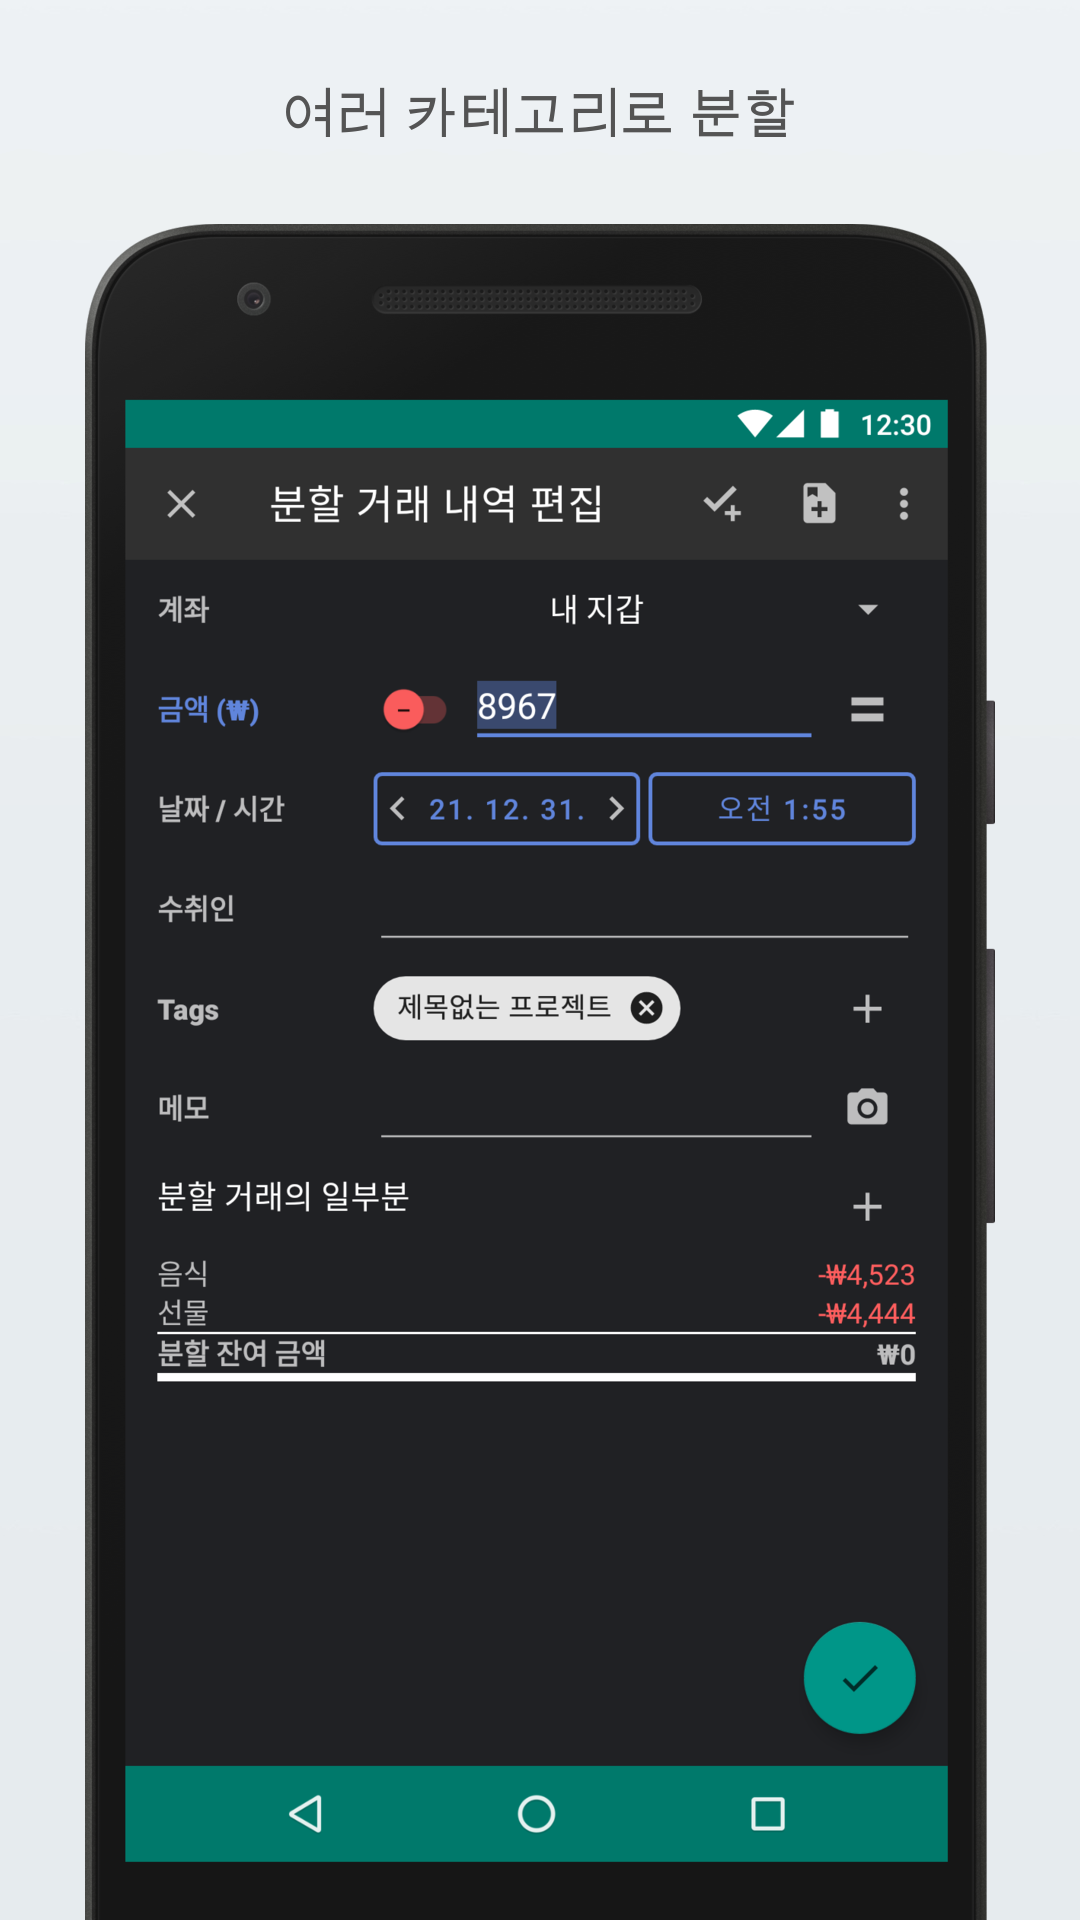 여러 카테고리로 분할
12:30
분할 거래 내역 편집
계좌 내 지갑
금액 (₩) 8967
날짜 / 시간 21. 12. 31. 오전 1:55
수취인
Tags 제목없는 프로젝트
메모
분할 거래의 일부분
음식 -₩4,523
선물 -₩4,444
분할 잔여 금액 ₩0